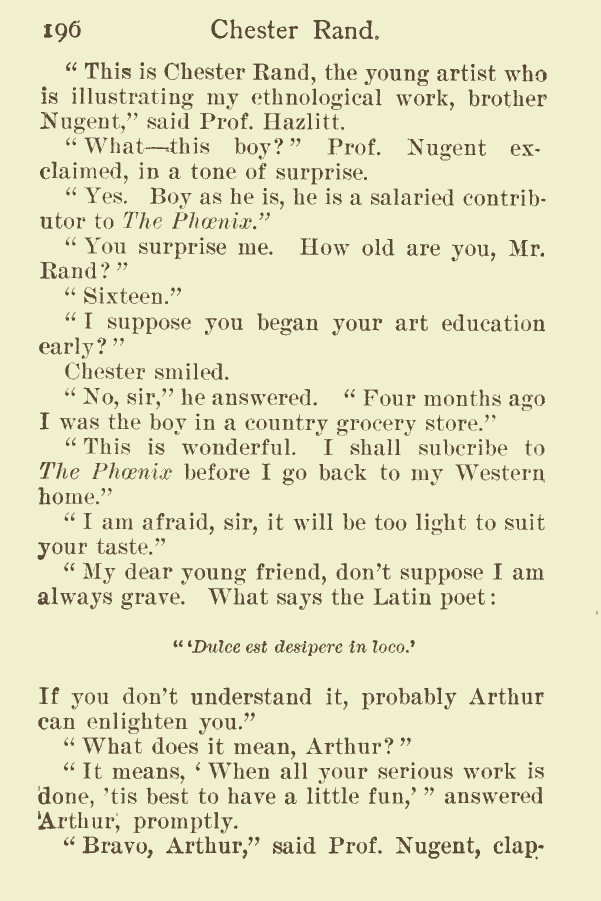 196 Chester Rand.
“ This is Chester Rand, the young artist who
is illustrating my ethnological work, brother
Nugent,” said Prof. Hazlitt.
“ What—this boy? ” Prof. Nugent ex-
claimed, in a tone of surprise.
“ Yes. Boy as he is, he is a salaried contrib-
utor to The Phœnix.”
“ You surprise me. How old are you, Mr.
Rand? ”
“ Sixteen.”
“ I suppose you began your art education
early? ”
Chester smiled.
“ No, sir,” he answered. “ Four months ago
I was the boy in a country grocery store.”
“ This is wonderful. I shall subcribe to
The Phœnix before I go back to my Western
home.”
“ I am afraid, sir, it will be too light to suit
your taste.”
“ My dear young friend, don’t suppose I am
always grave. What says the Latin poet:
“ ‘Dulce est desipere in loco.’
If you don’t understand it, probably Arthur
can enlighten you.”
“ What does it mean, Arthur? ”
“ It means, ‘ When all your serious work is
done, ’tis best to have a little fun,’ ” answered
Arthur, promptly.
“ Bravo, Arthur,” said Prof. Nugent, clap-